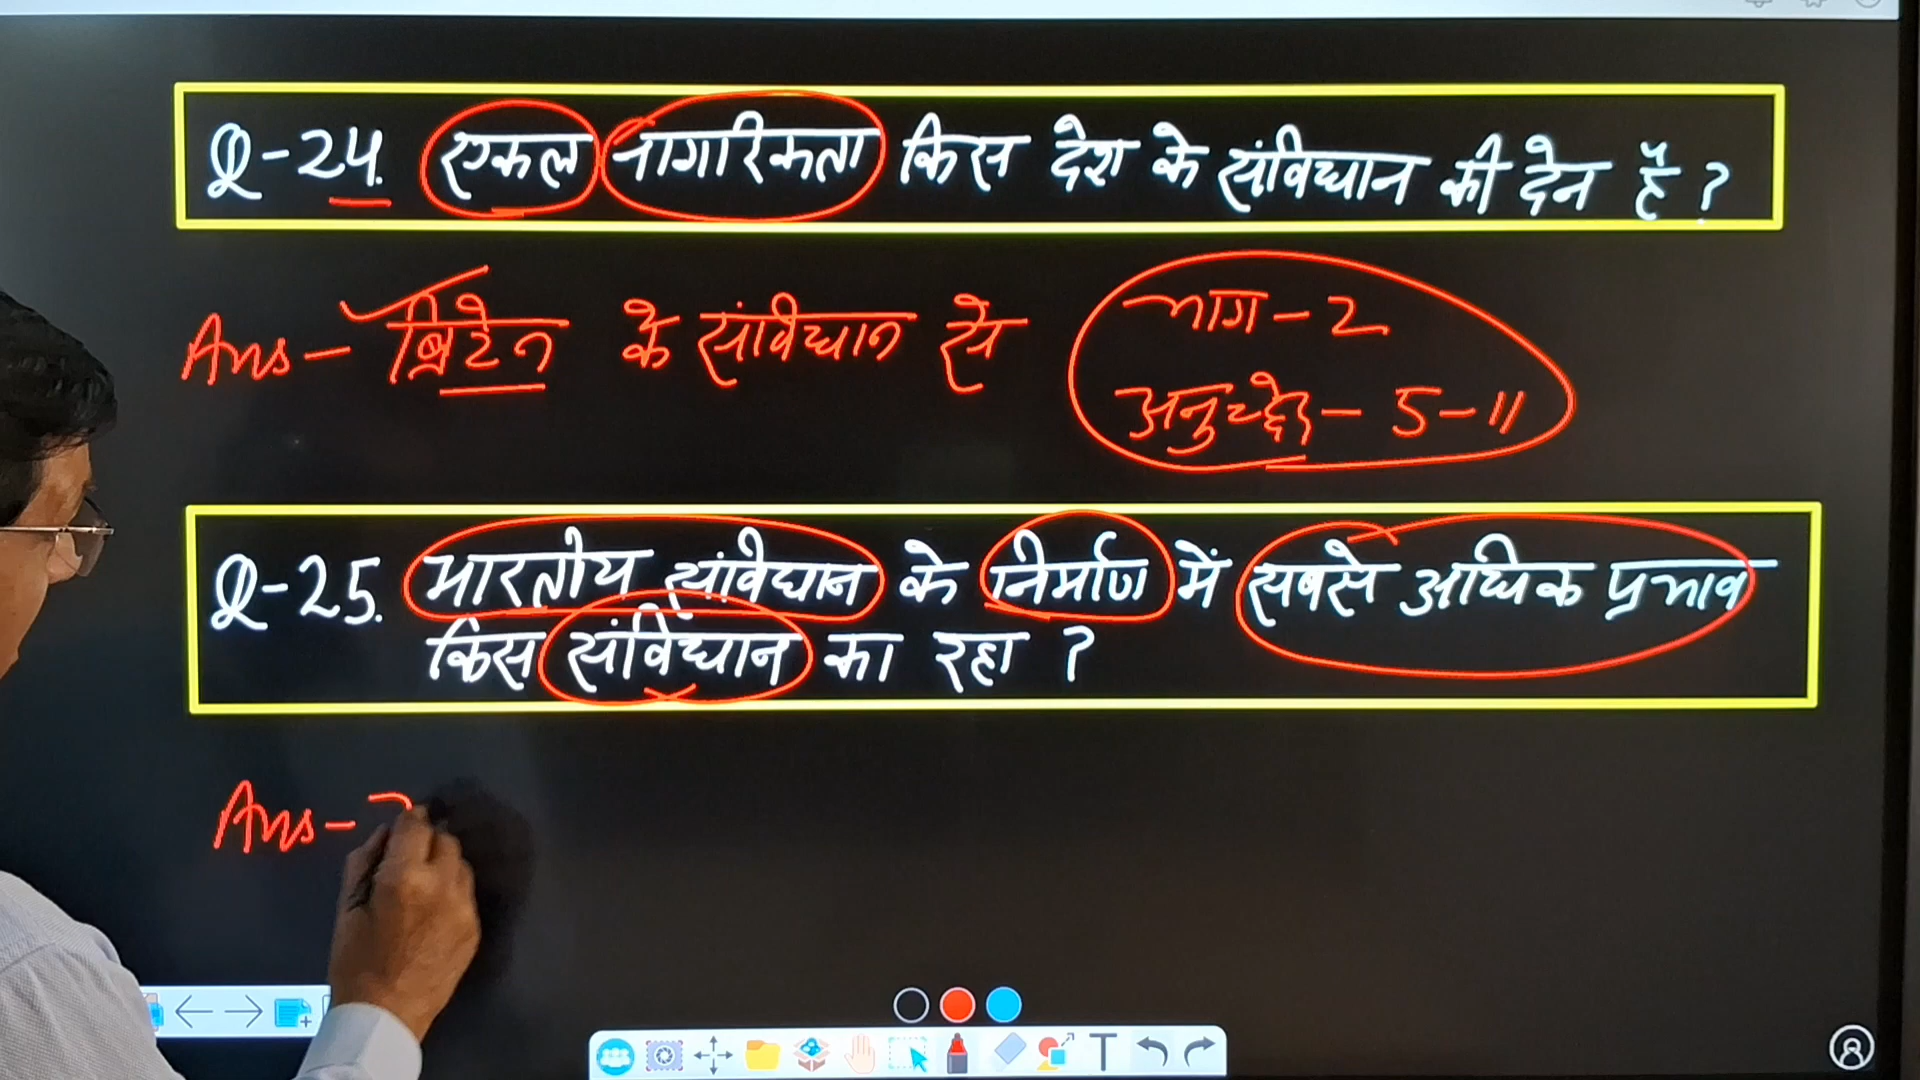 Q-24. एकल नागरिकता किस देश के संविधान की देन है ?
Ans- ब्रिटेन के संविधान से
भाग-2
अनुच्छेद- 5-11
Q-25. भारतीय संविधान के निर्माण में सबसे अधिक प्रभाव
किस संविधान का रहा ?
Ans-